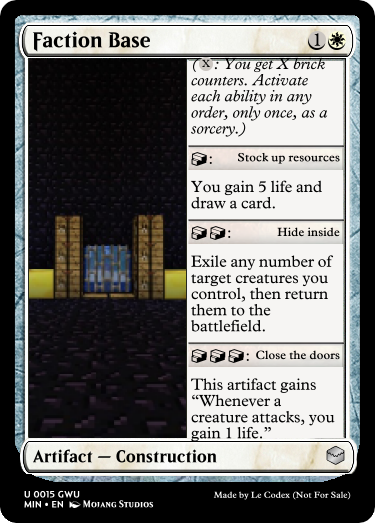 Faction Base 1
(X: You get X brick
counters. Activate
each ability in any
order, only once, as a
sorcery.)
: Stock up resources
You gain 5 life and
draw a card.
: Hide inside
Exile any number of
target creatures you
control, then return
them to the
battlefield.
: Close the doors
This artifact gains
“Whenever a
creature attacks, you
gain 1 life.”
Artifact — Construction
U 0015 GWU
MIN • EN Mojang Studios
Made by Le Codex (Not For Sale)